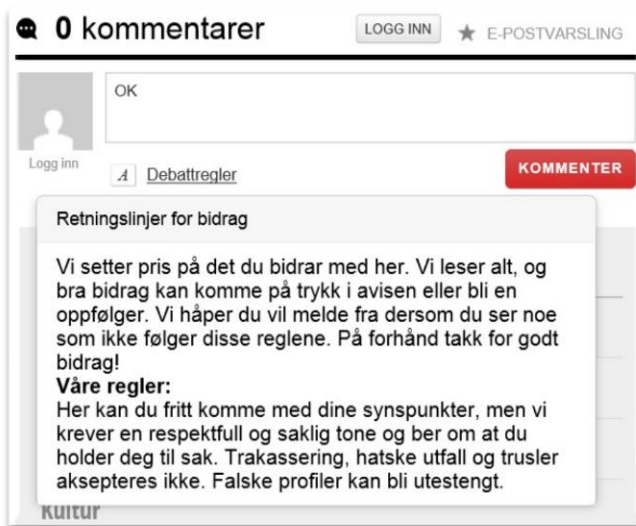 0 kommentarer
LOGG INN
E-POSTVARSLING
OK
Logg inn
A Debattregler
KOMMENTER
Retningslinjer for bidrag
Vi setter pris på det du bidrar med her. Vi leser alt, og
bra bidrag kan komme på trykk i avisen eller bli en
oppfølger. Vi håper du vil melde fra dersom du ser noe
som ikke følger disse reglene. På forhånd takk for godt
bidrag!
Våre regler:
Her kan du fritt komme med dine synspunkter, men vi
krever en respektfull og saklig tone og ber om at du
holder deg til sak. Trakassering, hatske utfall og trusler
aksepteres ikke. Falske profiler kan bli utestengt.
Kultur